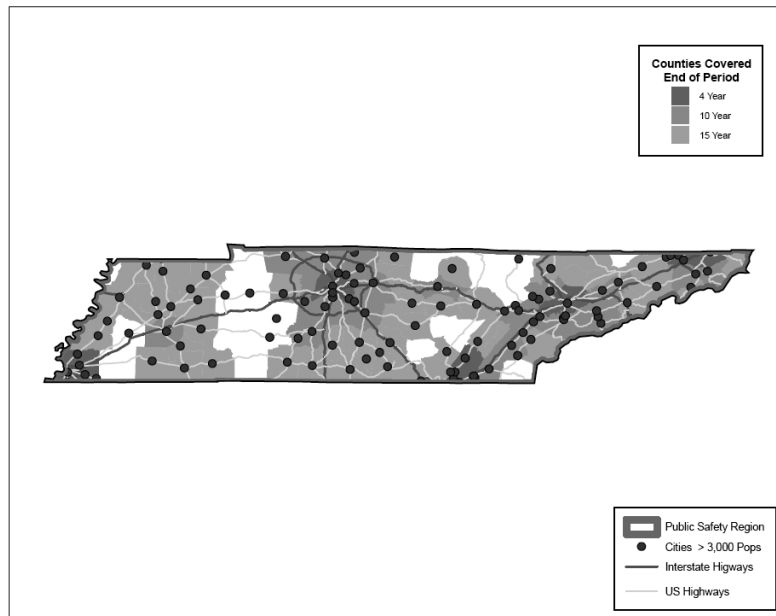 Counties Covered
End of Period
4 Year
10 Year
15 Year
Public Safety Region
Cities > 3,000 Pops
Interstate Higways
US Highways